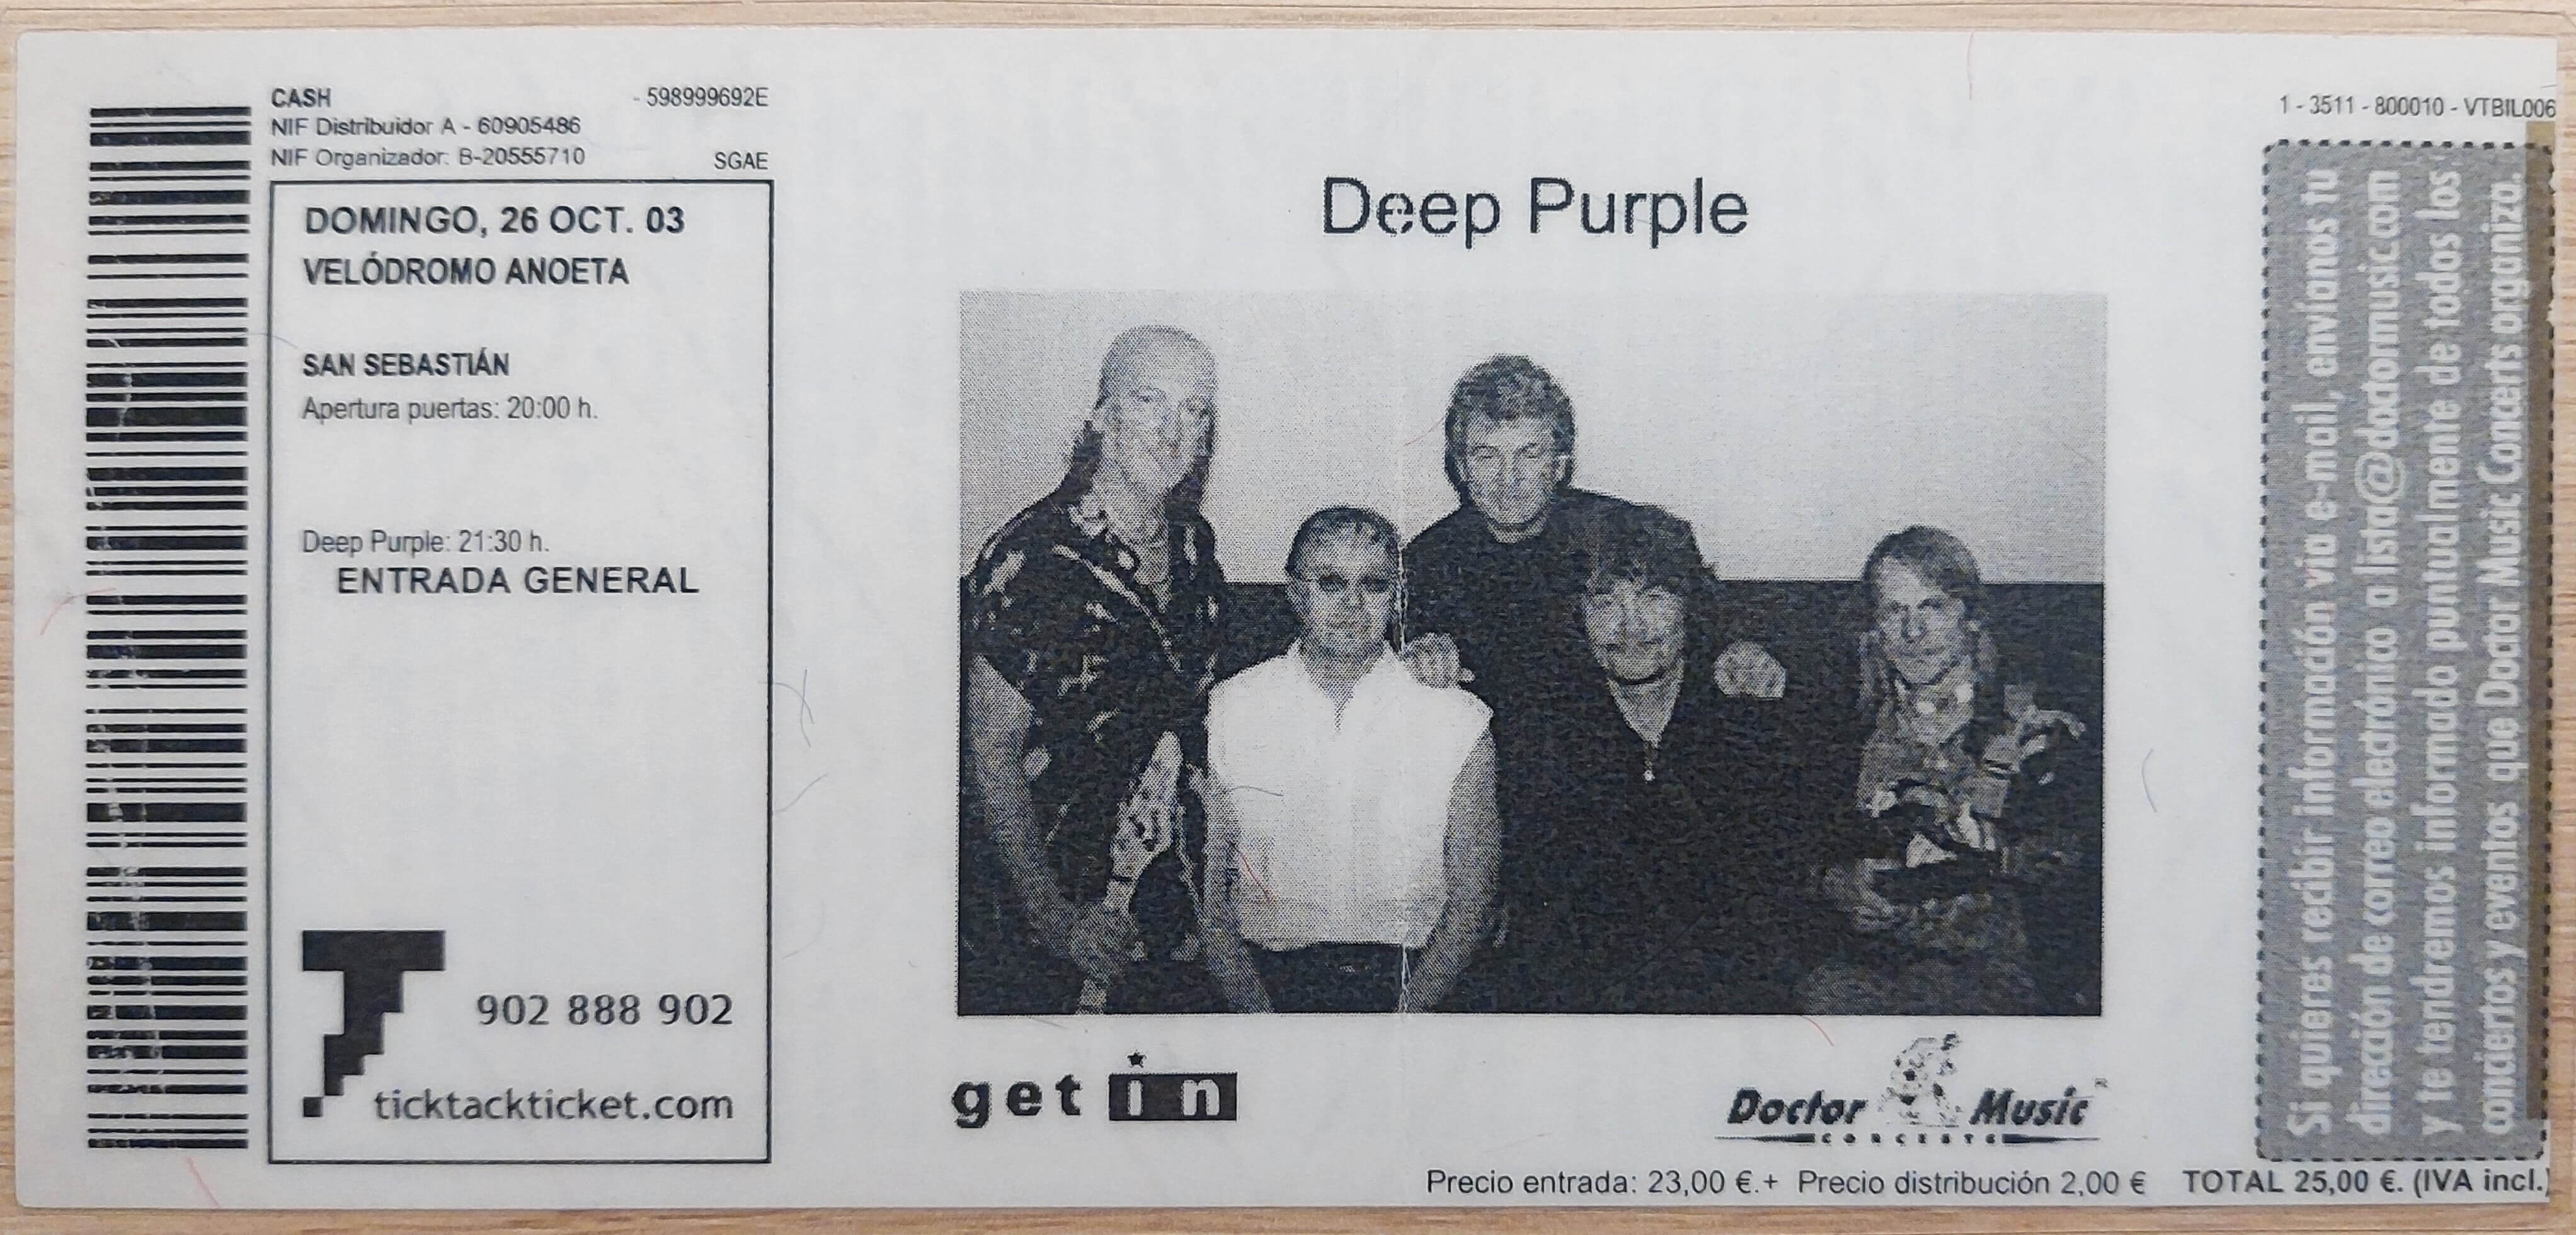 CASH - 598999692E
NIF Distribuidor A - 60905486
NIF Organizador: B-20555710 SGAE
DOMINGO, 26 OCT. 03
VELÓDROMO ANOETA
SAN SEBASTIÁN
Apertura puertas: 20:00 h.
Deep Purple: 21:30 h.
ENTRADA GENERAL
902 888 902
ticktackticket.com
Deep Purple
get in
Doctor Music
CONCERTS
Precio entrada: 23,00 €.+ Precio distribución 2,00 € TOTAL 25,00 €. (IVA incl.)
1 - 3511 - 800010 - VTBIL006
Si quieres recibir información via e-mail, envíanos tu
dirección de correo electrónico a lista@doctormusic.com
Y te tendremos informado puntualmente de todos los
conciertos y eventos que Doctor Music Concerts organiza.